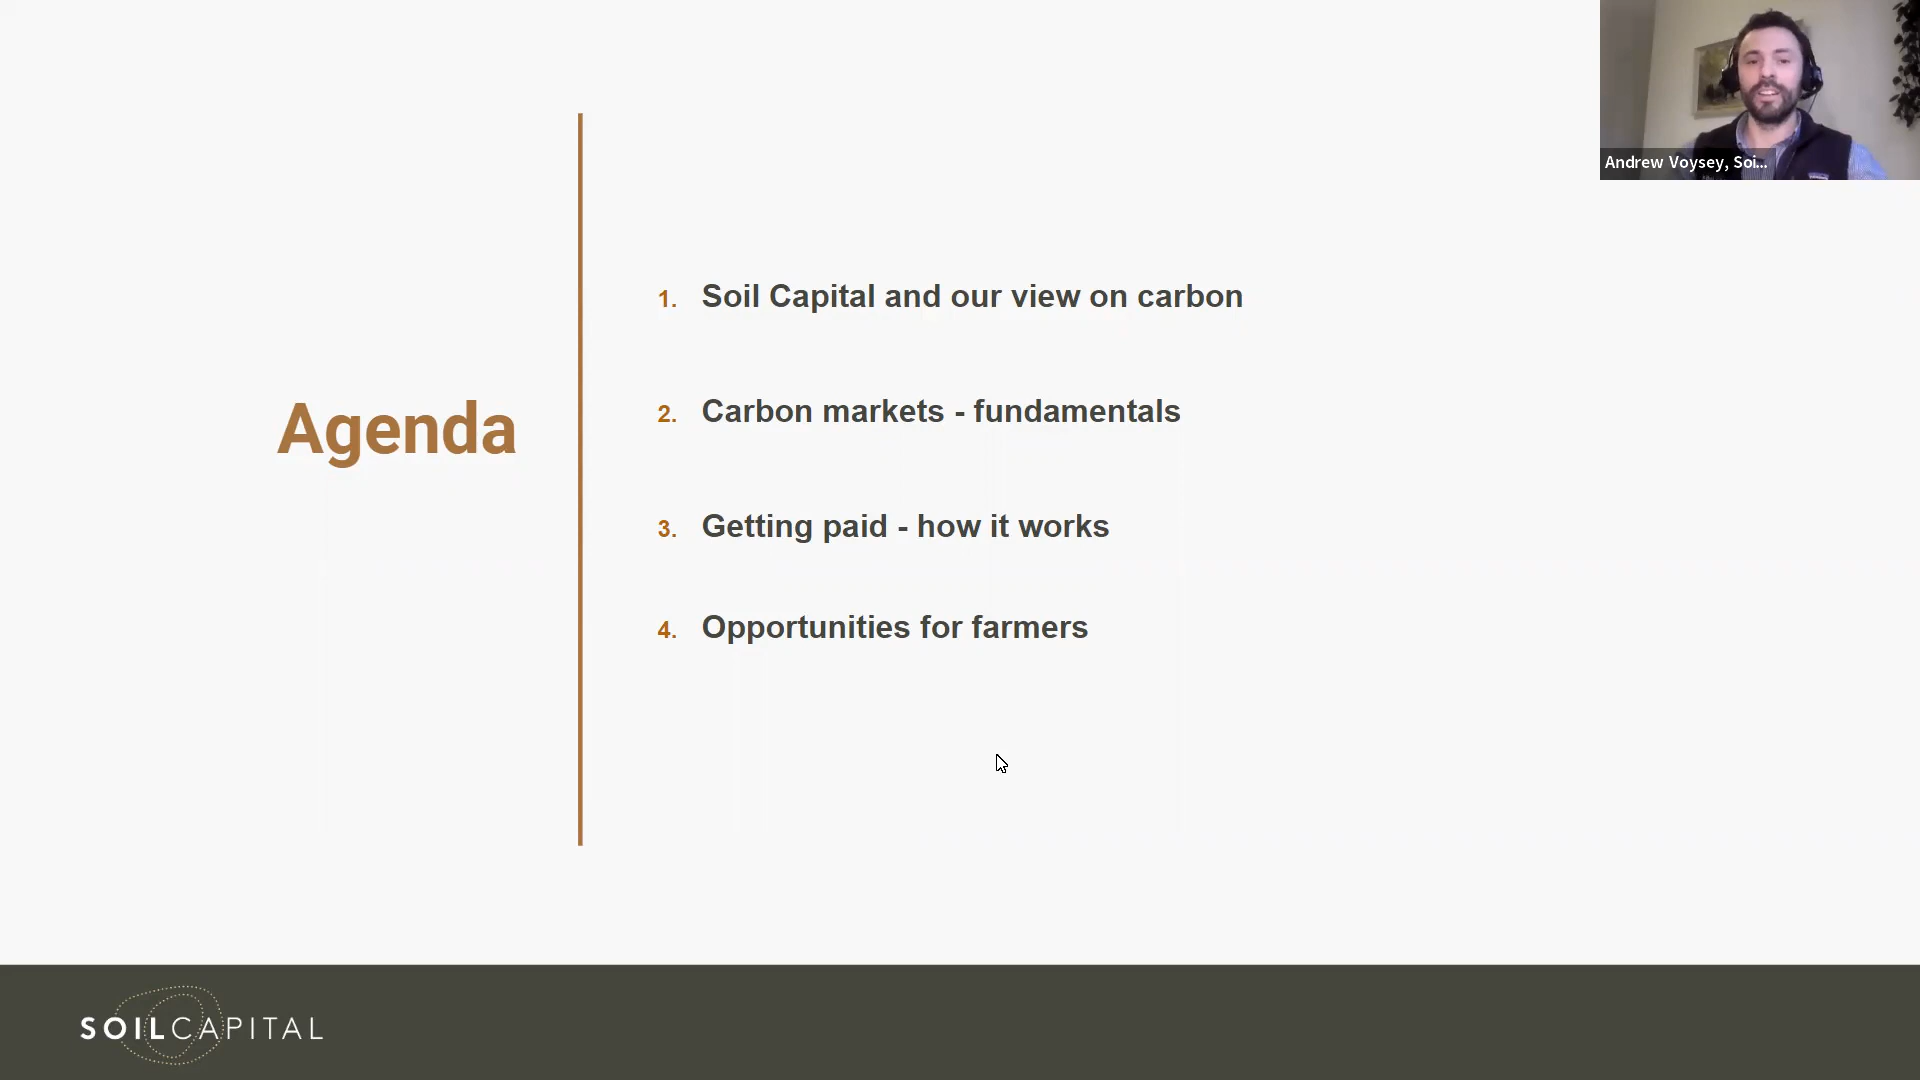 Andrew Voysey, Soi...
Agenda
1. Soil Capital and our view on carbon
2. Carbon markets - fundamentals
3. Getting paid - how it works
4. Opportunities for farmers
SOILCAPITAL